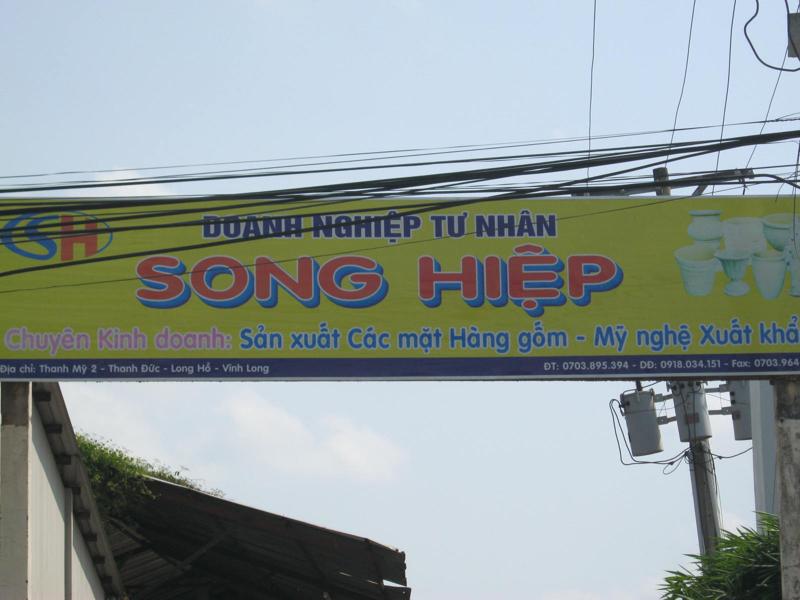 SH
DOANH NGHIỆP TƯ NHÂN
SONG HIỆP
Chuyên Kinh doanh: Sản xuất Các mặt Hàng gốm - Mỹ nghệ Xuất khẩ
Địa chỉ: Thanh Mỹ 2 - Thanh Đức - Long Hồ - Vĩnh Long
ĐT: 0703.895.394 - DĐ: 0918.034.151 - Fax: 0703.964